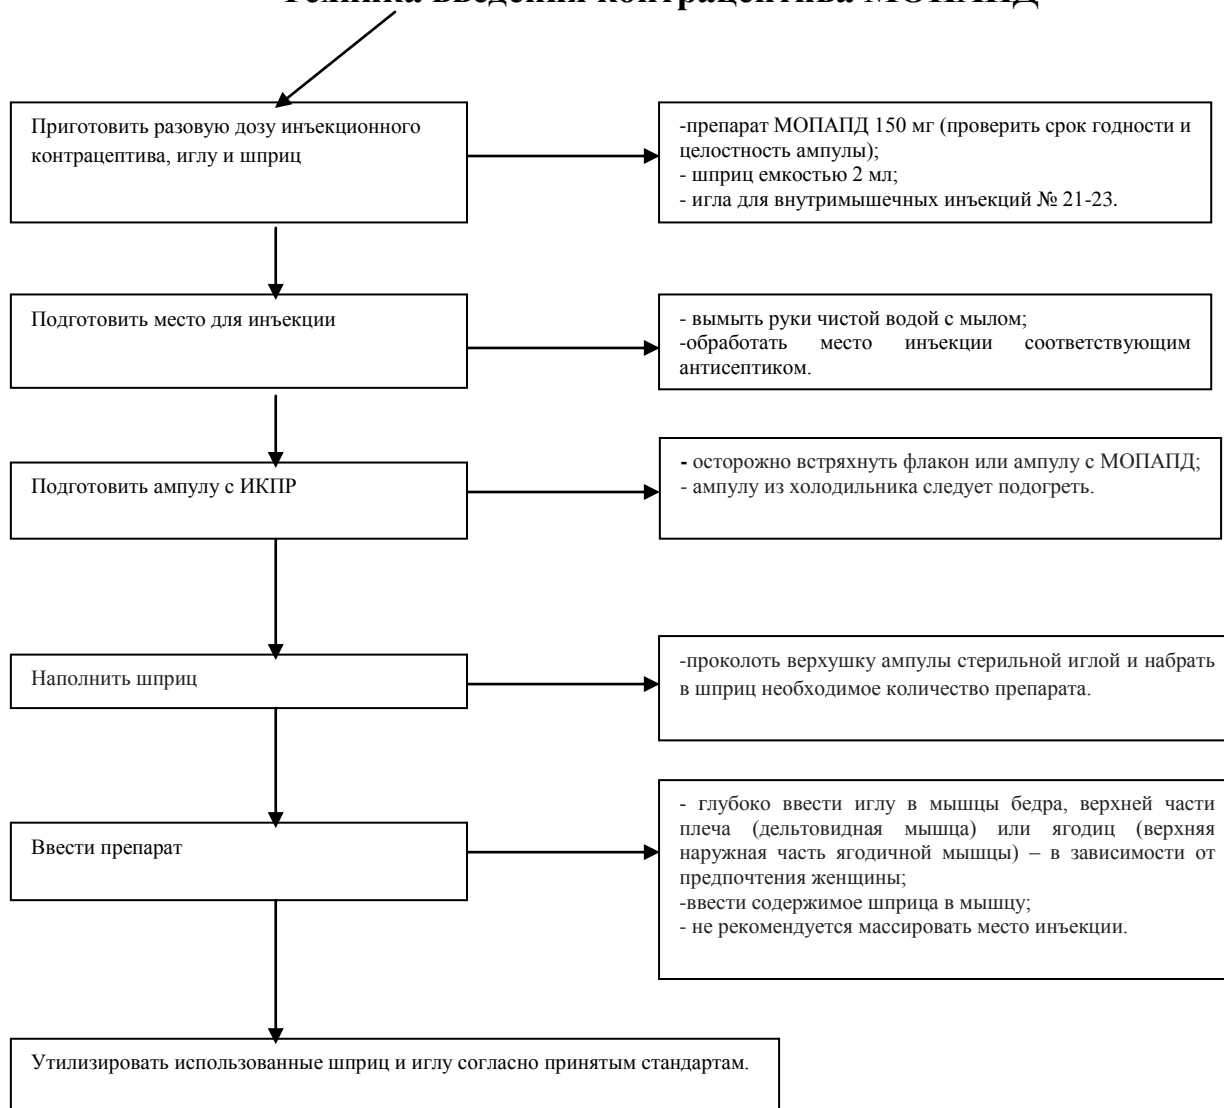 Техника введения контрацептива МОПАПД
Приготовить разовую дозу инъекционного
контрацептива, иглу и шприц
-препарат МОПАПД 150 мг (проверить срок годности и
целостность ампулы);
- шприц емкостью 2 мл;
- игла для внутримышечных инъекций № 21-23.
Подготовить место для инъекции
- вымыть руки чистой водой с мылом;
-обработать место инъекции соответствующим
антисептиком.
Подготовить ампулу с ИКПР
- осторожно встряхнуть флакон или ампулу с МОПАПД;
- ампулу из холодильника следует подогреть.
Наполнить шприц
-проколоть верхушку ампулы стерильной иглой и набрать
в шприц необходимое количество препарата.
Ввести препарат
- глубоко ввести иглу в мышцы бедра, верхней части
плеча (дельтовидная мышца) или ягодиц (верхняя
наружная часть ягодичной мышцы) – в зависимости от
предпочтения женщины;
-ввести содержимое шприца в мышцу;
- не рекомендуется массировать место инъекции.
Утилизировать использованные шприц и иглу согласно принятым стандартам.